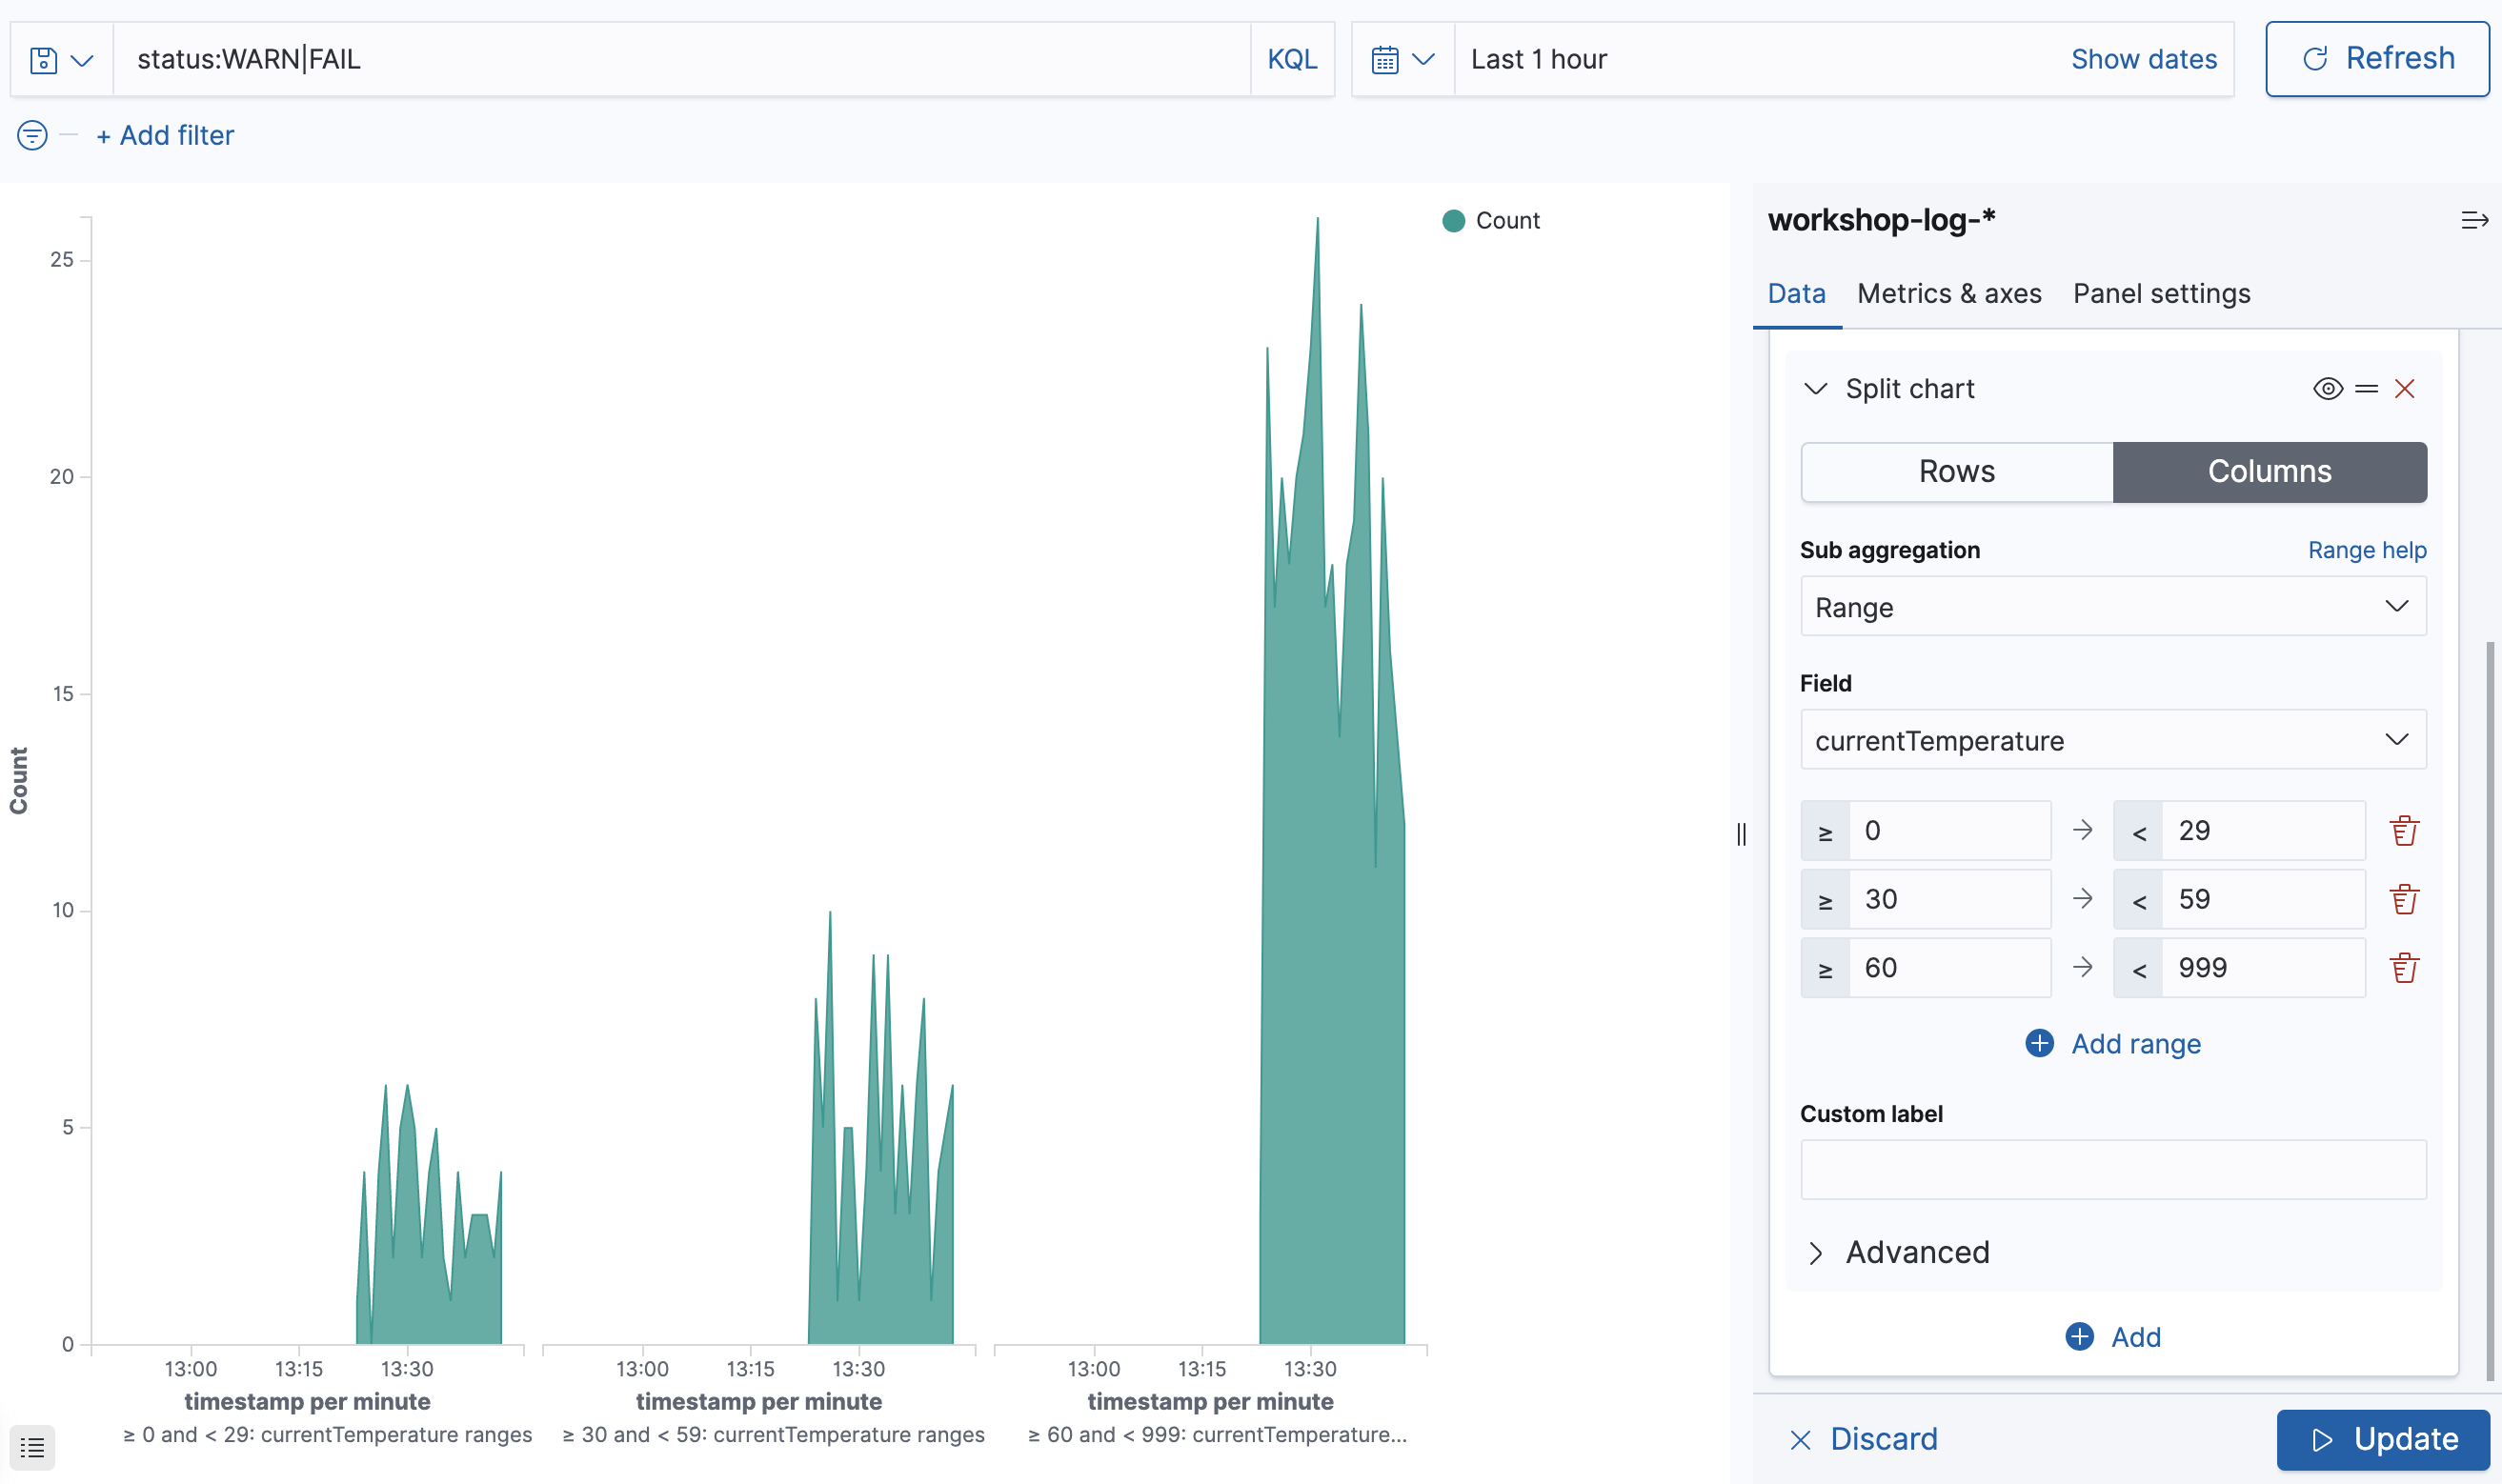 status:WARN|FAIL
KQL
Last 1 hour
Show dates
Refresh
+ Add filter
Count
25
20
15
10
5
0
Count
13:00 13:15 13:30
timestamp per minute
≥ 0 and < 29: currentTemperature ranges
13:00 13:15 13:30
timestamp per minute
≥ 30 and < 59: currentTemperature ranges
13:00 13:15 13:30
timestamp per minute
≥ 60 and < 999: currentTemperature...
workshop-log-*
Data Metrics & axes Panel settings
Split chart
Rows Columns
Sub aggregation Range help
Range
Field
currentTemperature
≥ 0 → < 29
≥ 30 → < 59
≥ 60 → < 999
Add range
Custom label
Advanced
Add
Discard
Update